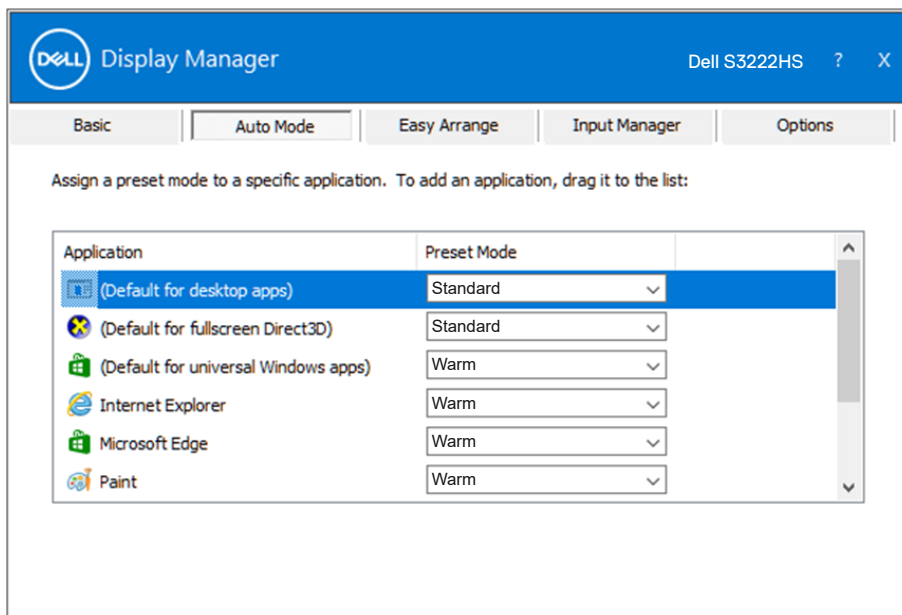 DELL Display Manager Dell S3222HS ? X
Basic Auto Mode Easy Arrange Input Manager Options
Assign a preset mode to a specific application. To add an application, drag it to the list:
Application Preset Mode
(Default for desktop apps) Standard
(Default for fullscreen Direct3D) Standard
(Default for universal Windows apps) Warm
Internet Explorer Warm
Microsoft Edge Warm
Paint Warm